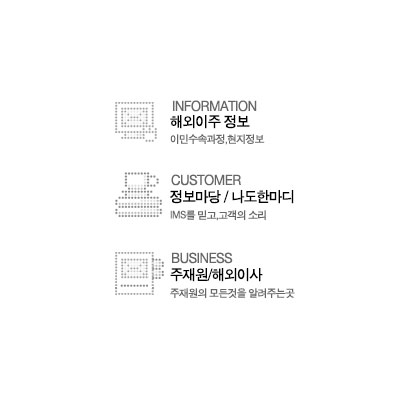 INFORMATION
해외이주 정보
이민수속과정,현지정보
CUSTOMER
정보마당 / 나도한마디
IMS를 믿고,고객의 소리
BUSINESS
주재원/해외이사
주재원의 모든것을 알려주는곳